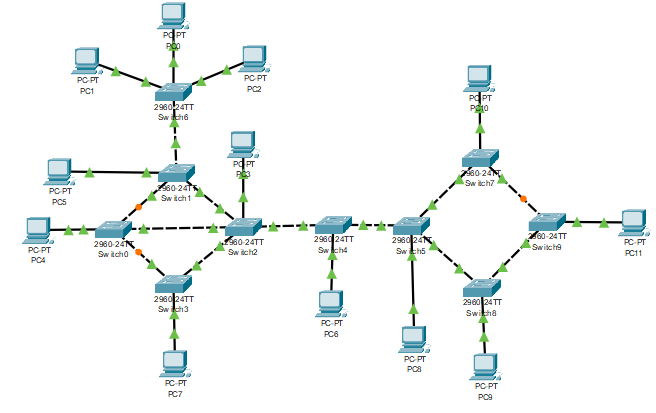 PC-PT
PC0
PC-PT
PC1
PC-PT
PC2
2960-24TT
Switch6
PC-PT
PC3
PC-PT
PC5
2960-24TT
Switch1
PC-PT
PC4
2960-24TT
Switch0
2960-24TT
Switch2
2960-24TT
Switch3
PC-PT
PC7
2960-24TT
Switch4
PC-PT
PC6
2960-24TT
Switch5
PC-PT
PC8
PC-PT
PC10
2960-24TT
Switch7
2960-24TT
Switch9
PC-PT
PC11
2960-24TT
Switch8
PC-PT
PC9